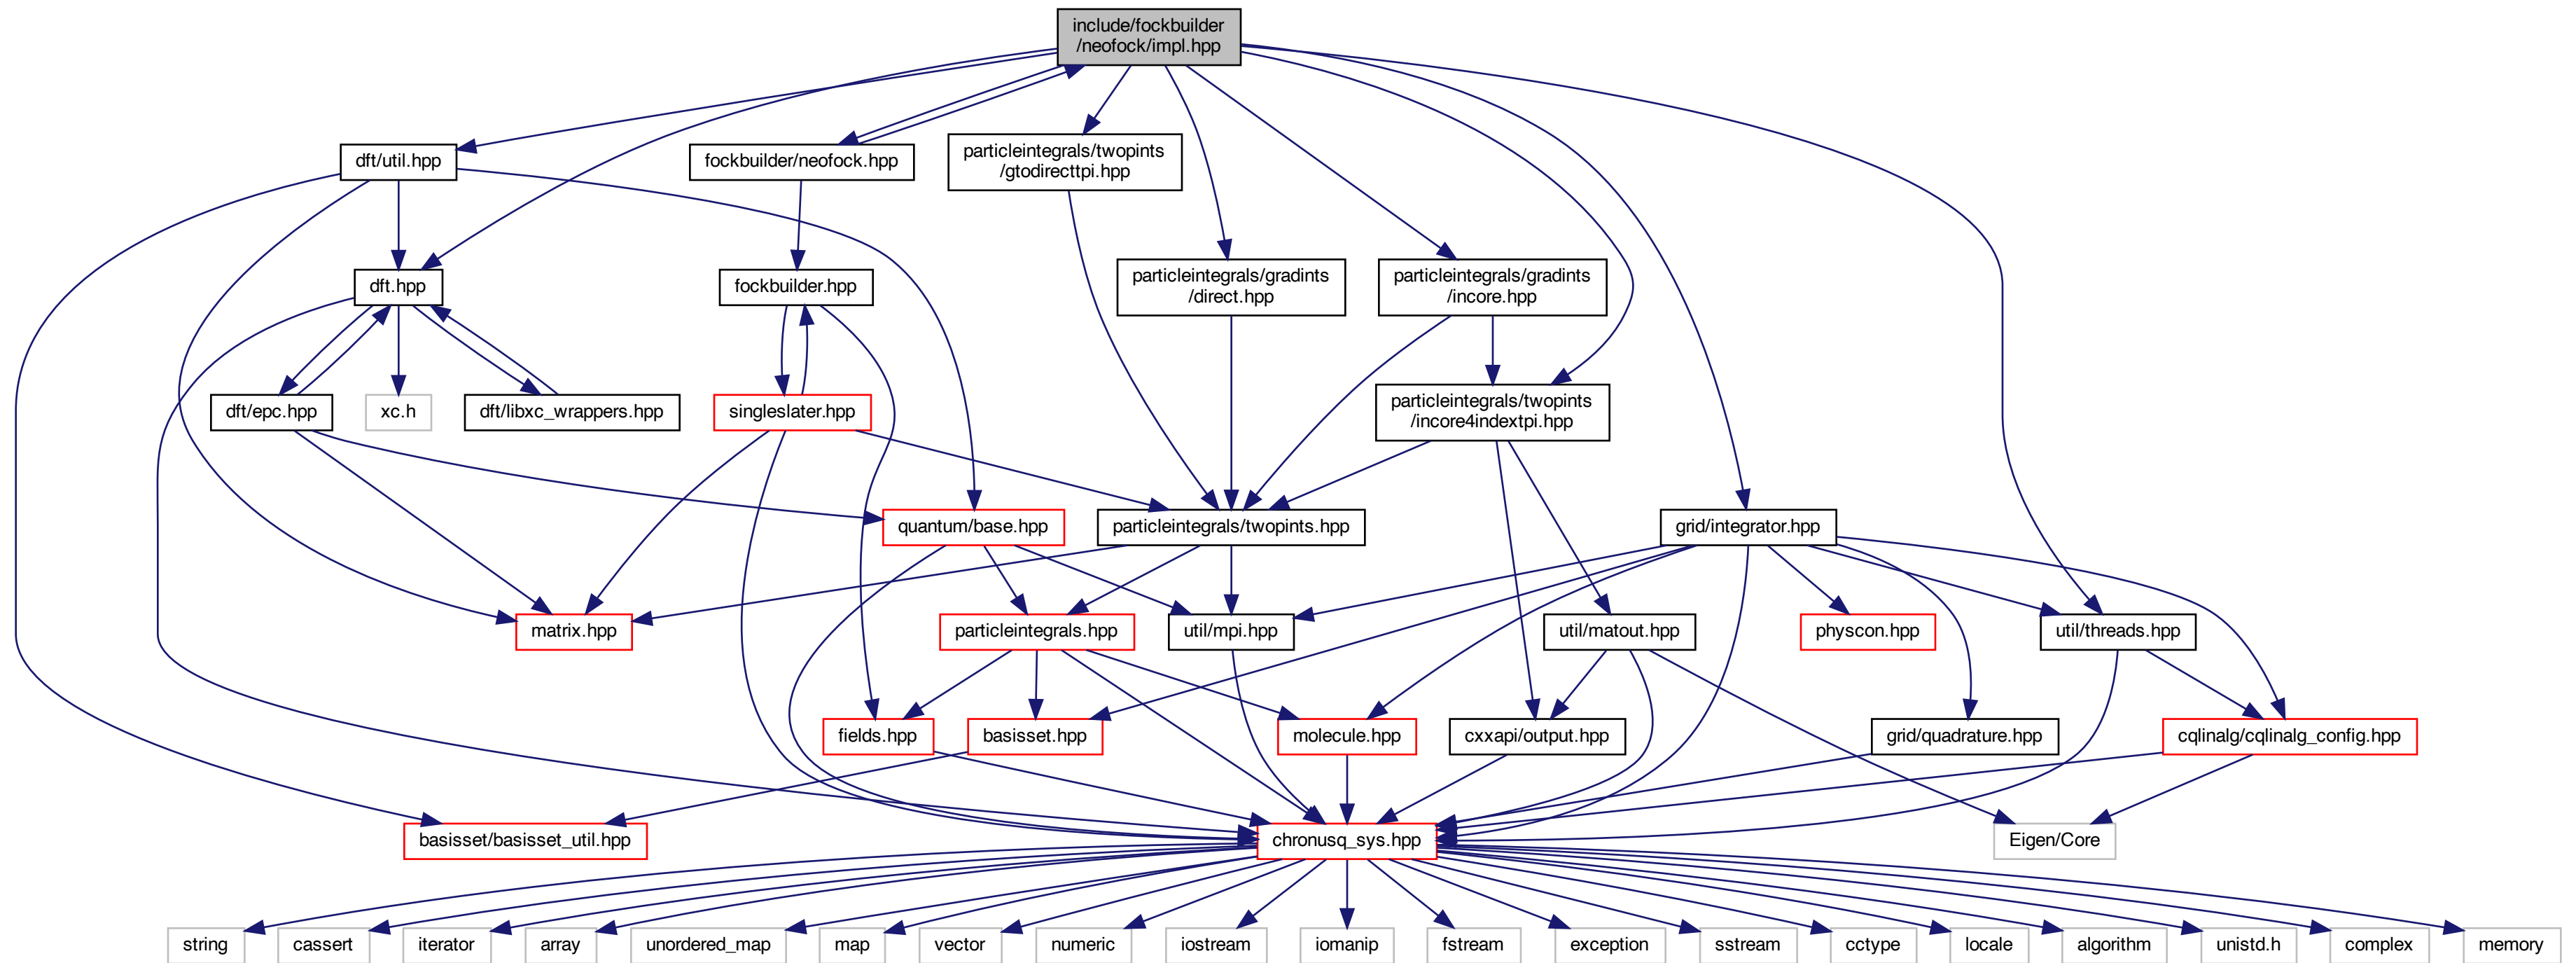 include/fockbuilder
/neofock/impl.hpp
dft/util.hpp
fockbuilder/neofock.hpp
particleintegrals/twopints
/gtodirecttpi.hpp
dft.hpp
fockbuilder.hpp
particleintegrals/gradints
/direct.hpp
particleintegrals/gradints
/incore.hpp
dft/epc.hpp
xc.h
dft/libxc_wrappers.hpp
singleslater.hpp
particleintegrals/twopints
/incore4indextpi.hpp
quantum/base.hpp
particleintegrals/twopints.hpp
grid/integrator.hpp
matrix.hpp
particleintegrals.hpp
util/mpi.hpp
util/matout.hpp
physcon.hpp
util/threads.hpp
fields.hpp
basisset.hpp
molecule.hpp
cxxapi/output.hpp
grid/quadrature.hpp
cqlinalg/cqlinalg_config.hpp
basisset/basisset_util.hpp
chronusq_sys.hpp
Eigen/Core
string
cassert
iterator
array
unordered_map
map
vector
numeric
iostream
iomanip
fstream
exception
sstream
cctype
locale
algorithm
unistd.h
complex
memory